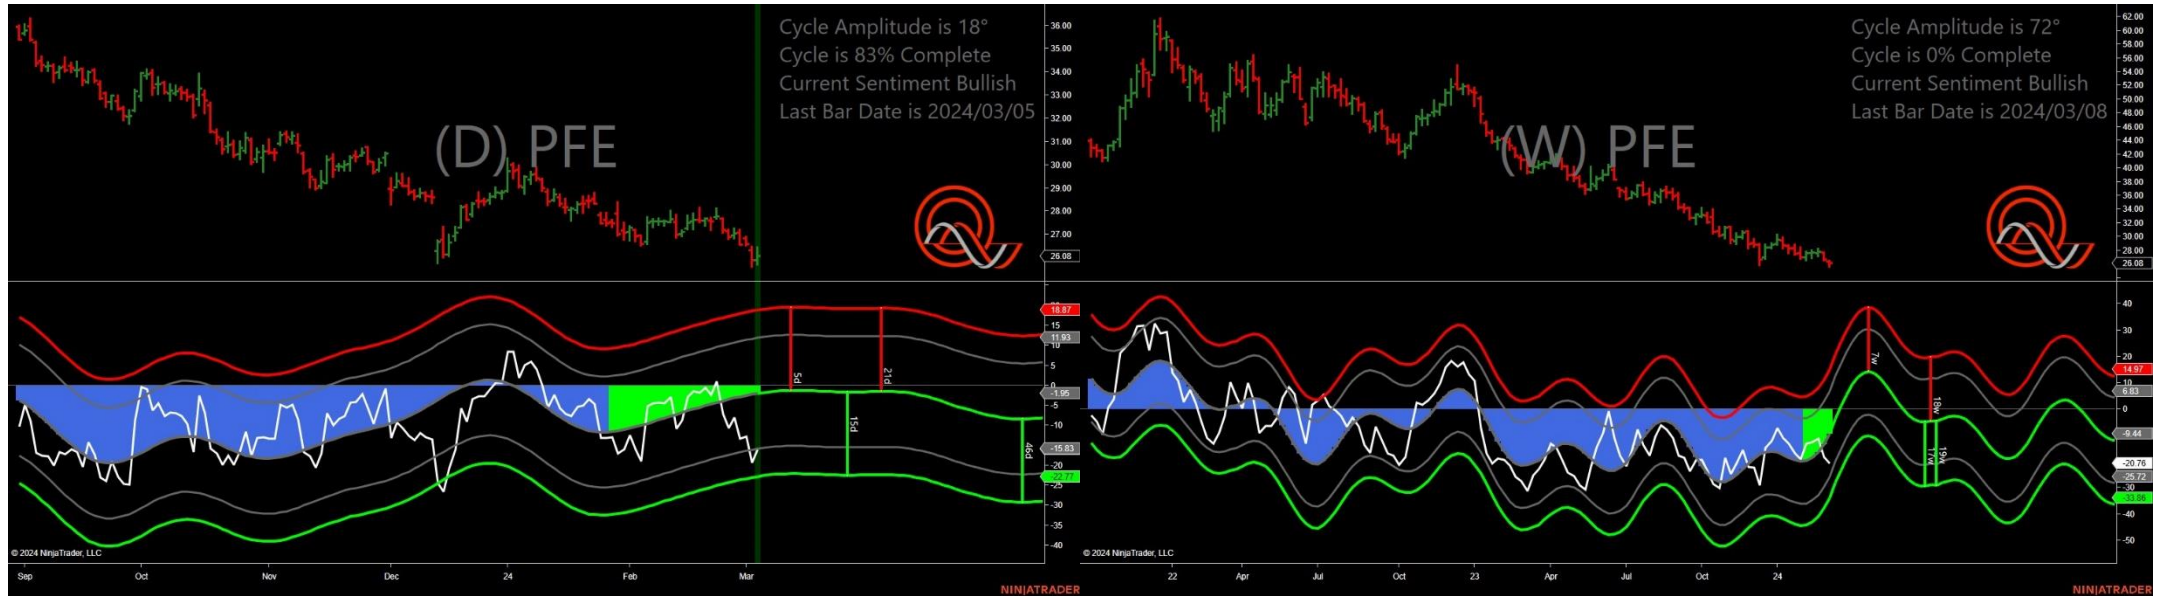 Cycle Amplitude is 18°
Cycle is 83% Complete
Current Sentiment Bullish
Last Bar Date is 2024/03/05
(D) PFE
36.00
35.00
34.00
33.00
32.00
31.00
30.00
29.00
28.00
27.00
26.08
18.87
15
11.93
10
5
0
-1.95
-5
-10
-15.83
-20
-22.77
-25
-30
-35
-40
5d
21d
15d
46d
© 2024 NinjaTrader, LLC
Sep Oct Nov Dec 24 Feb Mar
NINJATRADER
Cycle Amplitude is 72°
Cycle is 0% Complete
Current Sentiment Bullish
Last Bar Date is 2024/03/08
(W) PFE
62.00
60.00
58.00
56.00
54.00
52.00
50.00
48.00
46.00
44.00
42.00
40.00
38.00
36.00
34.00
32.00
30.00
28.00
26.08
40
30
20
14.97
10
6.83
0
-9.44
-20.76
-25.72
-30
-33.86
-40
-50
7w
18w
17w
19w
© 2024 NinjaTrader, LLC
22 Apr Jul Oct 23 Apr Jul Oct 24
NINJATRADER